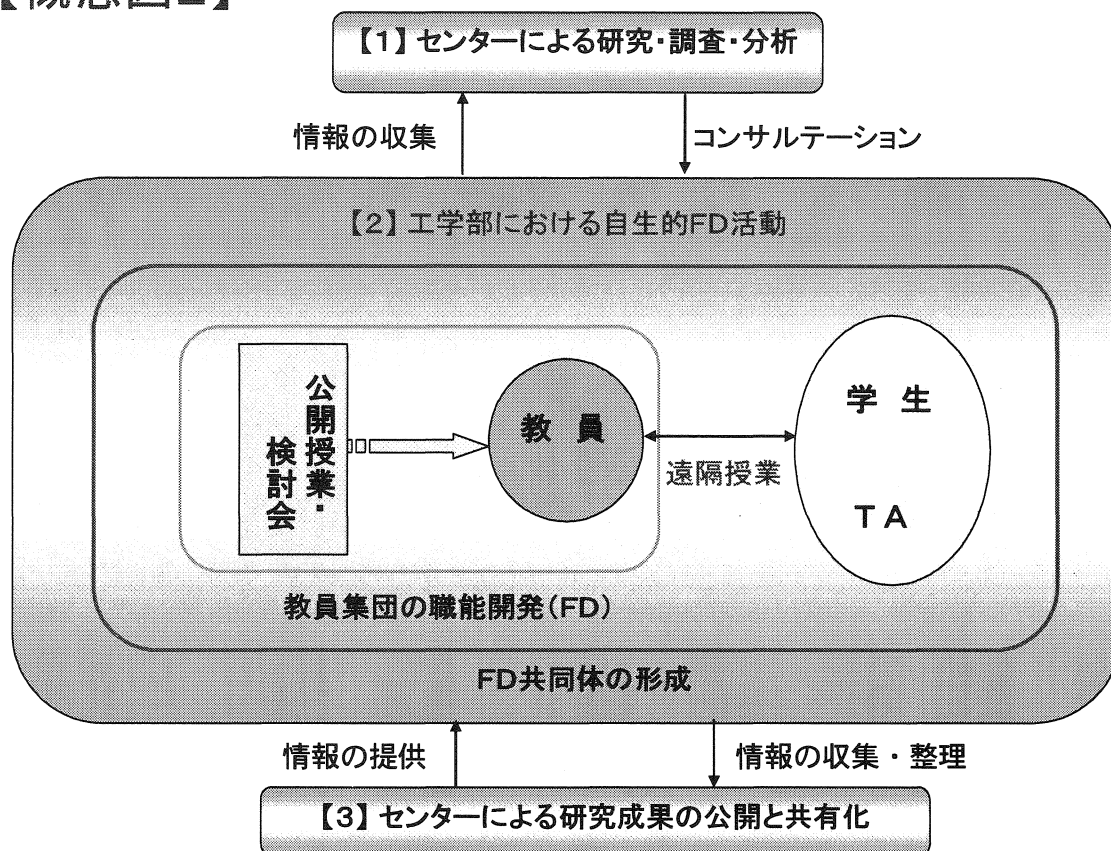 【1】センターによる研究・調査・分析
情報の収集
コンサルテーション
【2】工学部における自生的FD活動
公開授業・
検討会
教 員
学 生
遠隔授業
TA
教員集団の職能開発(FD)
FD共同体の形成
情報の提供
情報の収集・整理
【3】センターによる研究成果の公開と共有化